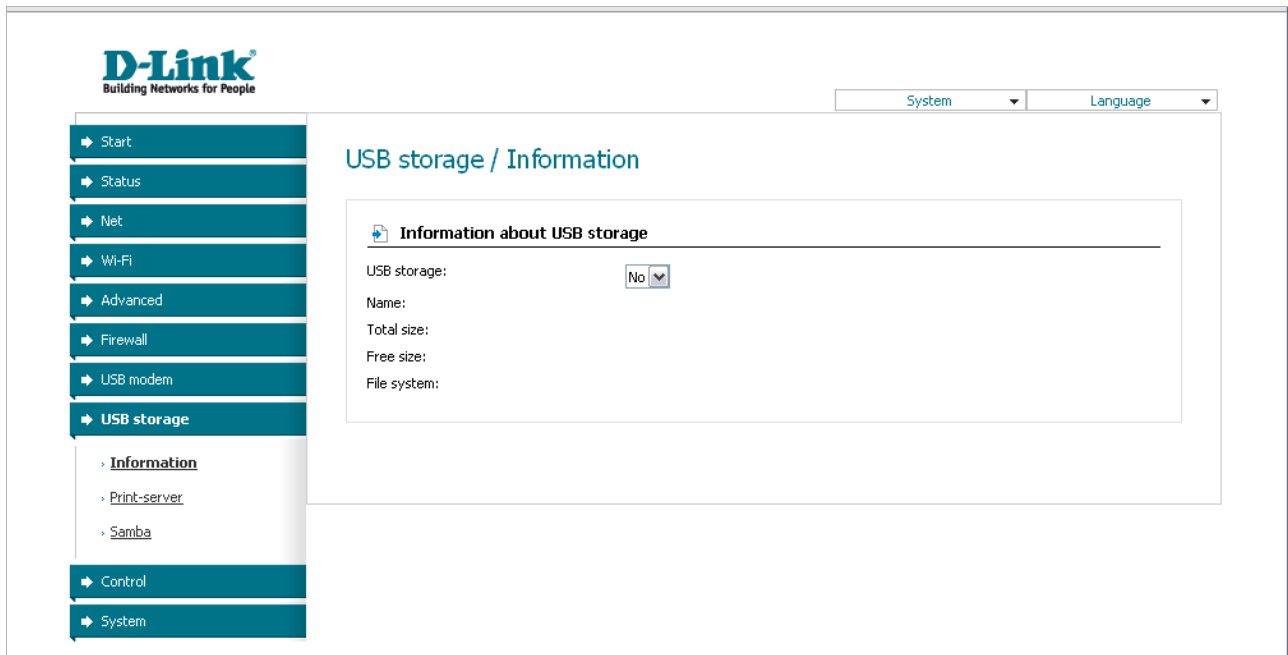 D-Link
Building Networks for People
System
Language
Start
Status
Net
Wi-Fi
Advanced
Firewall
USB modem
USB storage
Information
Print-server
Samba
Control
System
USB storage / Information
Information about USB storage
USB storage: No
Name:
Total size:
Free size:
File system: